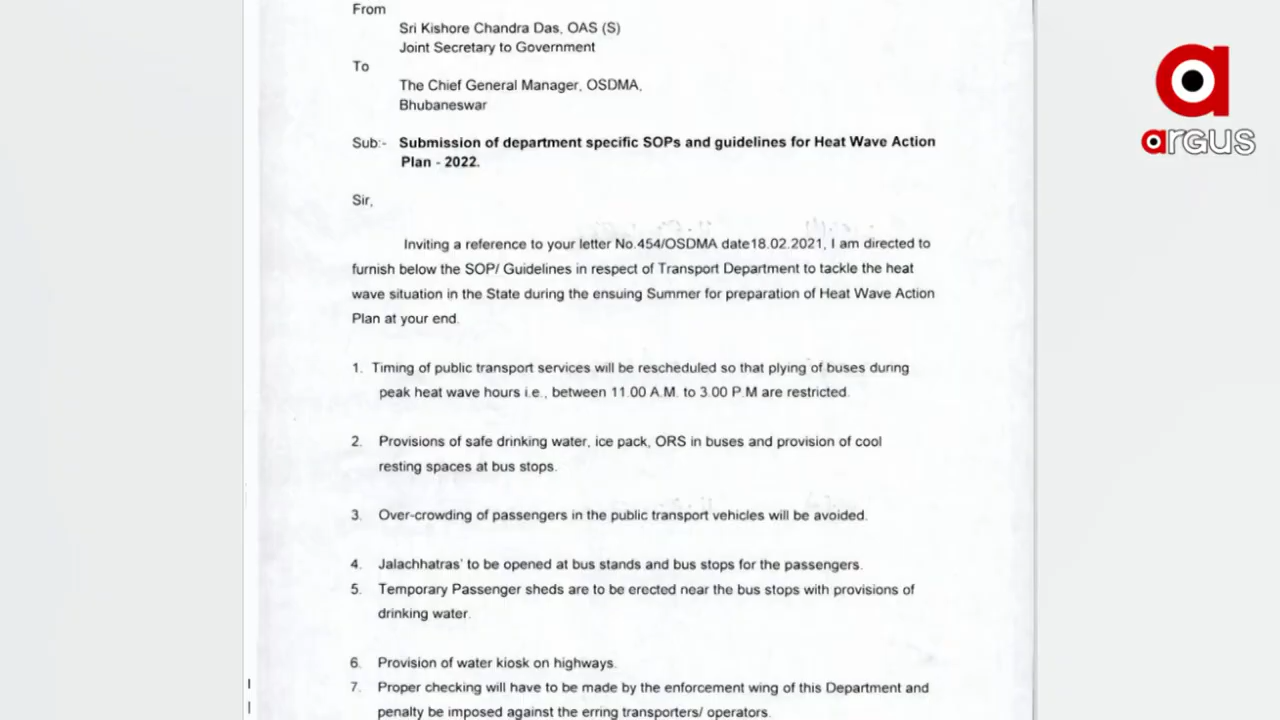 From
Sri Kishore Chandra Das, OAS (S)
Joint Secretary to Government
To
The Chief General Manager, OSDMA,
Bhubaneswar
Sub:- Submission of department specific SOPs and guidelines for Heat Wave Action
Plan - 2022.
Sir,
Inviting a reference to your letter No.454/OSDMA date18.02.2021, I am directed to
furnish below the SOP/ Guidelines in respect of Transport Department to tackle the heat
wave situation in the State during the ensuing Summer for preparation of Heat Wave Action
Plan at your end.
1. Timing of public transport services will be rescheduled so that plying of buses during
peak heat wave hours i.e., between 11.00 A.M. to 3.00 P.M are restricted.
2. Provisions of safe drinking water, ice pack, ORS in buses and provision of cool
resting spaces at bus stops.
3. Over-crowding of passengers in the public transport vehicles will be avoided.
4. Jalachhatras' to be opened at bus stands and bus stops for the passengers.
5. Temporary Passenger sheds are to be erected near the bus stops with provisions of
drinking water.
6. Provision of water kiosk on highways.
7. Proper checking will have to be made by the enforcement wing of this Department and
penalty be imposed against the erring transporters/ operators.
a
argus